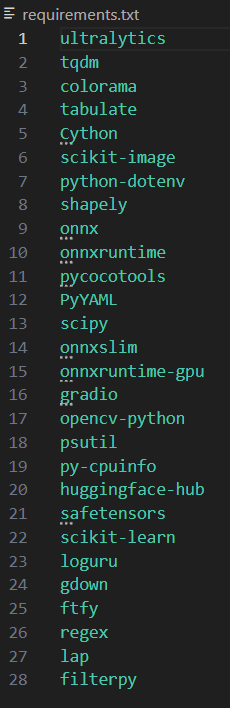 requirements.txt
1 ultralytics
2 tqdm
3 colorama
4 tabulate
5 Cython
6 scikit-image
7 python-dotenv
8 shapely
9 onnx
10 onnxruntime
11 pycocotools
12 PyYAML
13 scipy
14 onnxslim
15 onnxruntime-gpu
16 gradio
17 opencv-python
18 psutil
19 py-cpuinfo
20 huggingface-hub
21 safetensors
22 scikit-learn
23 loguru
24 gdown
25 ftfy
26 regex
27 lap
28 filterpy